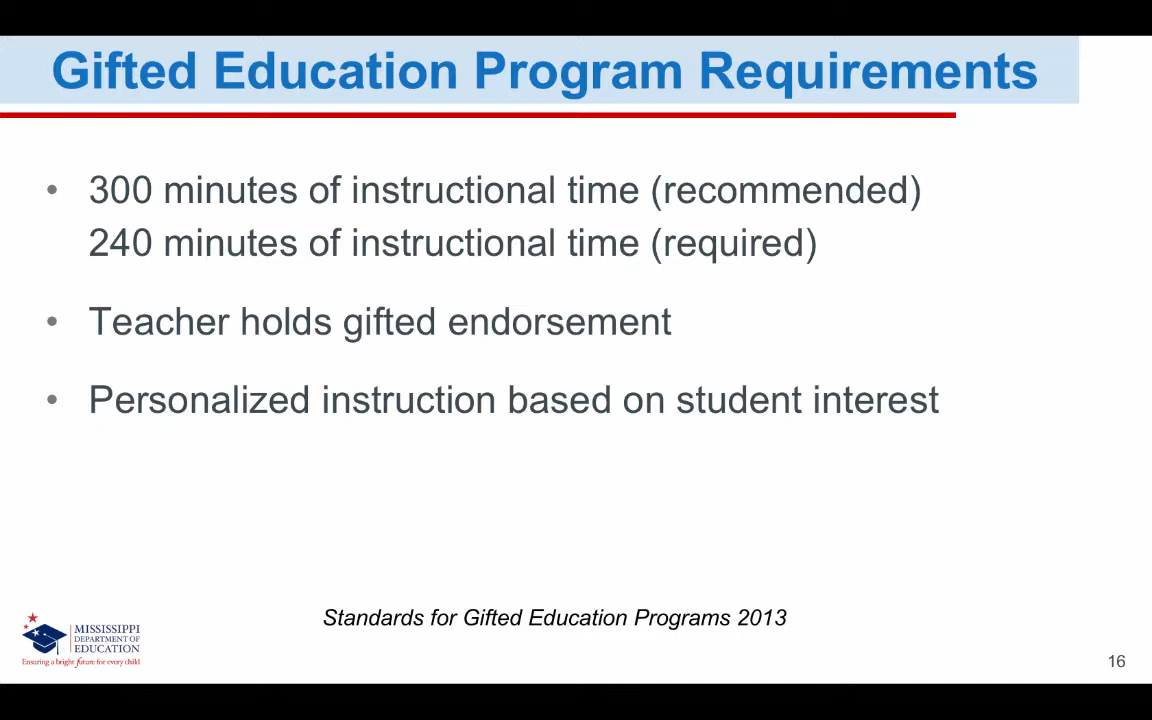 Gifted Education Program Requirements
• 300 minutes of instructional time (recommended)
240 minutes of instructional time (required)
• Teacher holds gifted endorsement
• Personalized instruction based on student interest
Standards for Gifted Education Programs 2013
MISSISSIPPI
DEPARTMENT OF
EDUCATION
Ensuring a bright future for every child
16